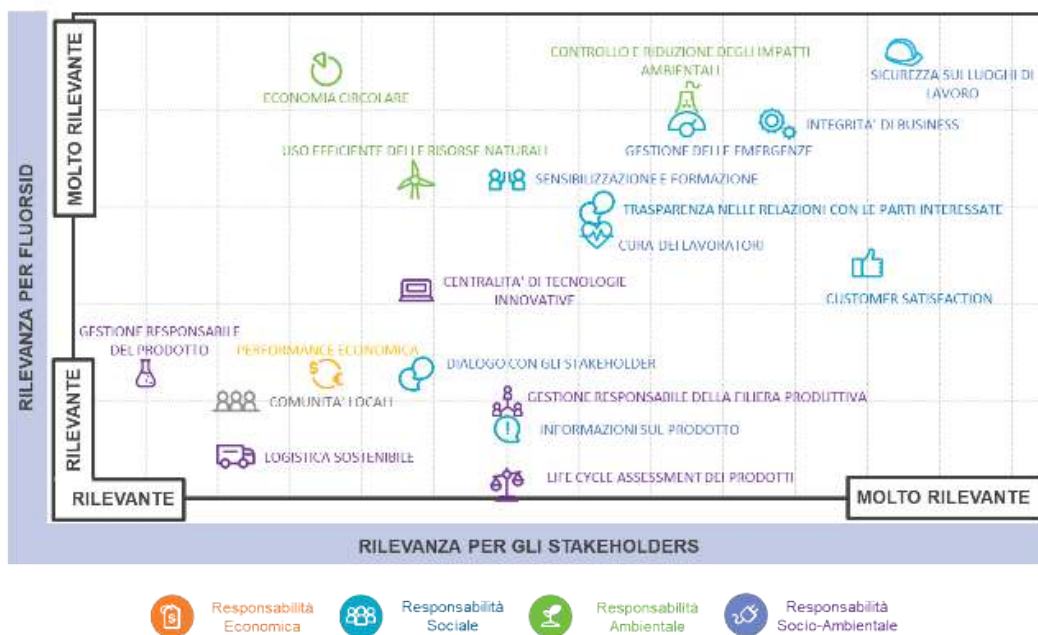 RILEVANZA PER FLUORSID
MOLTO RILEVANTE
RILEVANTE
ECONOMIA CIRCOLARE
CONTROLLO E RIDUZIONE DEGLI IMPATTI
AMBIENTALI
SICUREZZA SUI LUOGHI DI
LAVORO
INTEGRITA' DI BUSINESS
USO EFFICIENTE DELLE RISORSE NATURALI
GESTIONE DELLE EMERGENZE
SENSIBILIZZAZIONE E FORMAZIONE
TRASPARENZA NELLE RELAZIONI CON LE PARTI INTERESSATE
CURA DEI LAVORATORI
CENTRALITA' DI TECNOLOGIE
INNOVATIVE
CUSTOMER SATISFACTION
GESTIONE RESPONSABILE
DEL PRODOTTO
PERFORMANCE ECONOMICA
DIALOGO CON GLI STAKEHOLDER
COMUNITA' LOCALI
GESTIONE RESPONSABILE DELLA FILIERA PRODUTTIVA
INFORMAZIONI SUL PRODOTTO
LOGISTICA SOSTENIBILE
LIFE CYCLE ASSESSMENT DEI PRODOTTI
RILEVANTE
MOLTO RILEVANTE
RILEVANZA PER GLI STAKEHOLDERS
Responsabilità
Economica
Responsabilità
Sociale
Responsabilità
Ambientale
Responsabilità
Socio-Ambientale